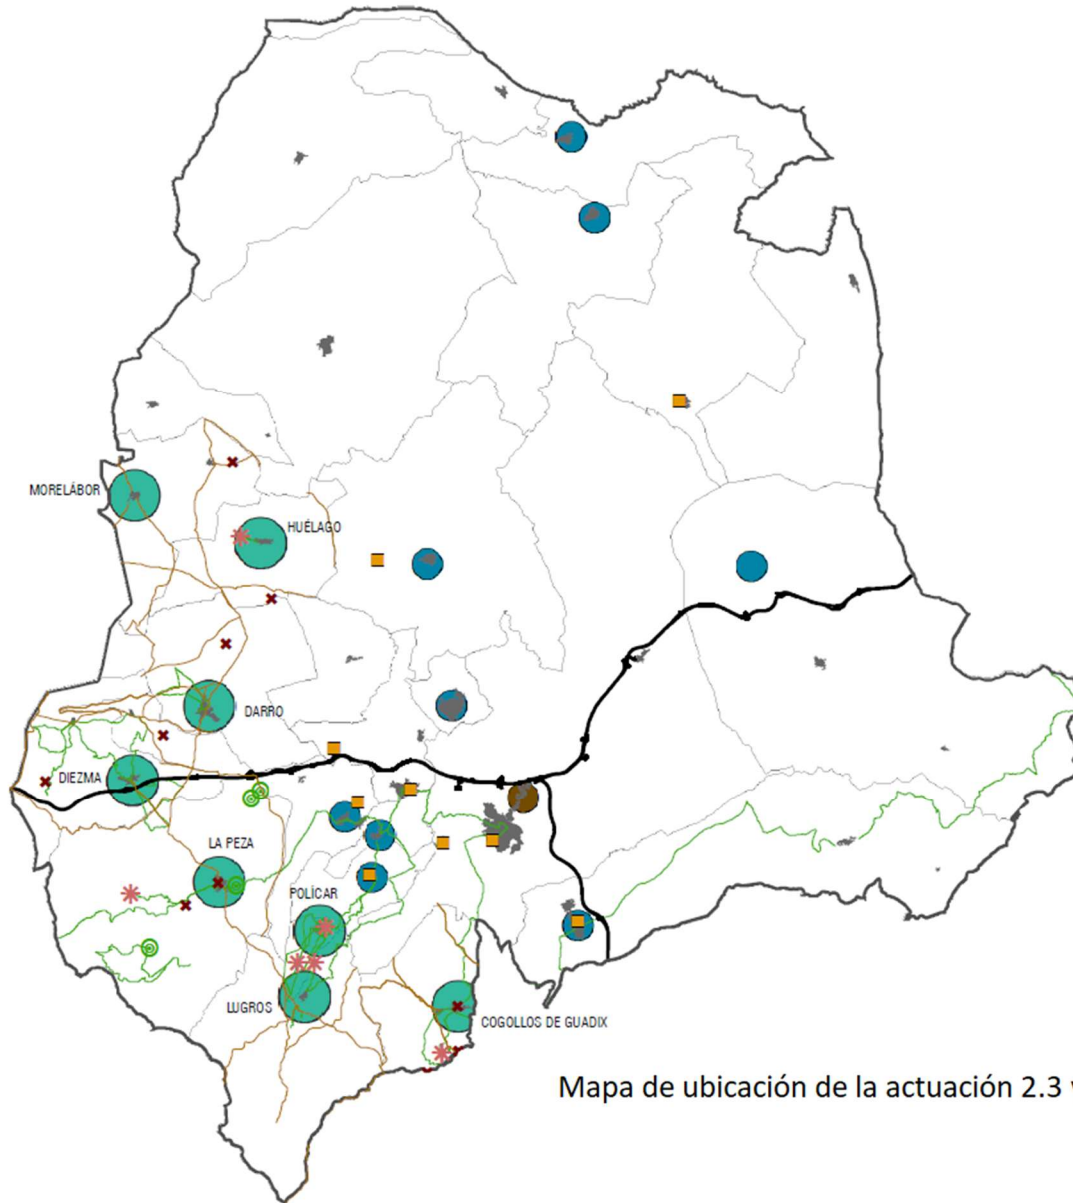 MORELÁBOR
HUÉLAGO
DARRO
DIEZMA
LA PEZA
POLÍCAR
LUGROS
COGOLLOS DE GUADIX
Mapa de ubicación de la actuación 2.3